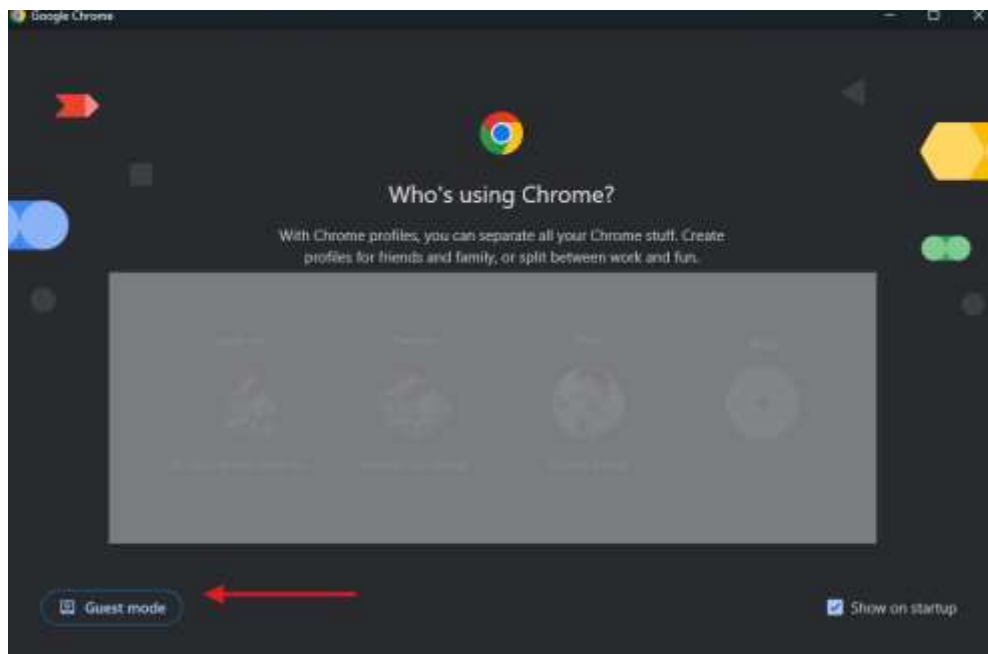 Google Chrome
Who's using Chrome?
With Chrome profiles, you can separate all your Chrome stuff. Create
profiles for friends and family, or split between work and fun.
Guest mode
Show on startup